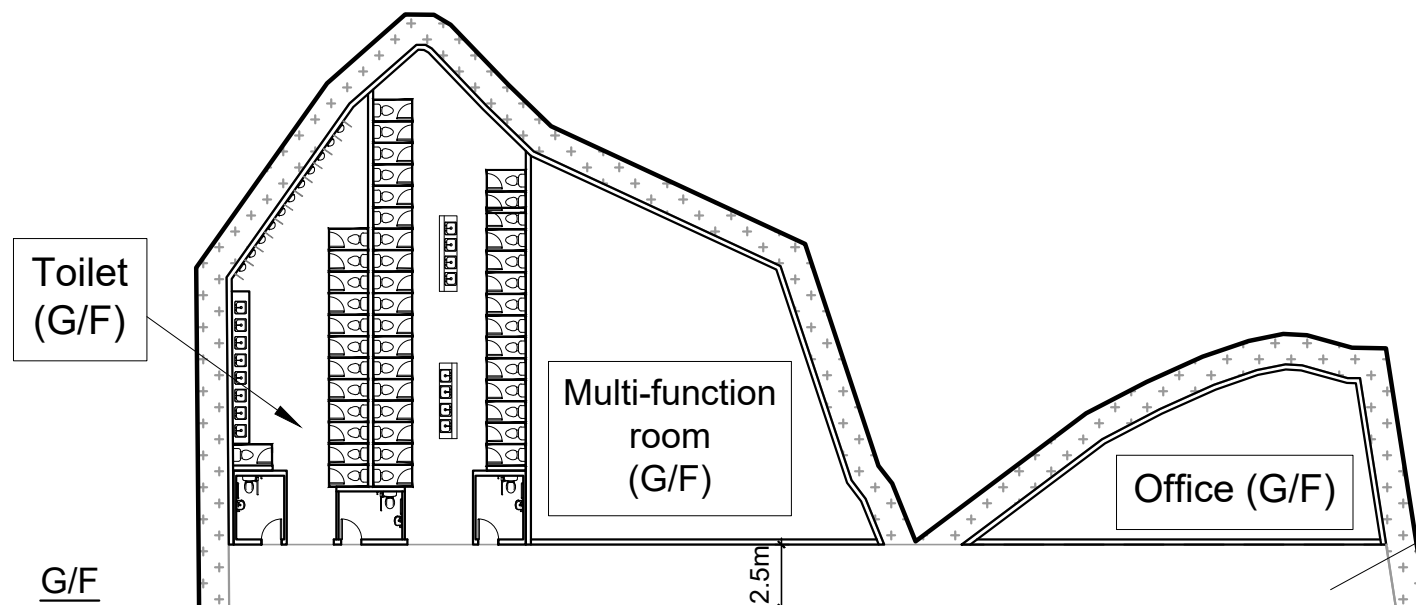 Toilet
(G/F)
Multi-function
room
(G/F)
Office (G/F)
2.5m
G/F